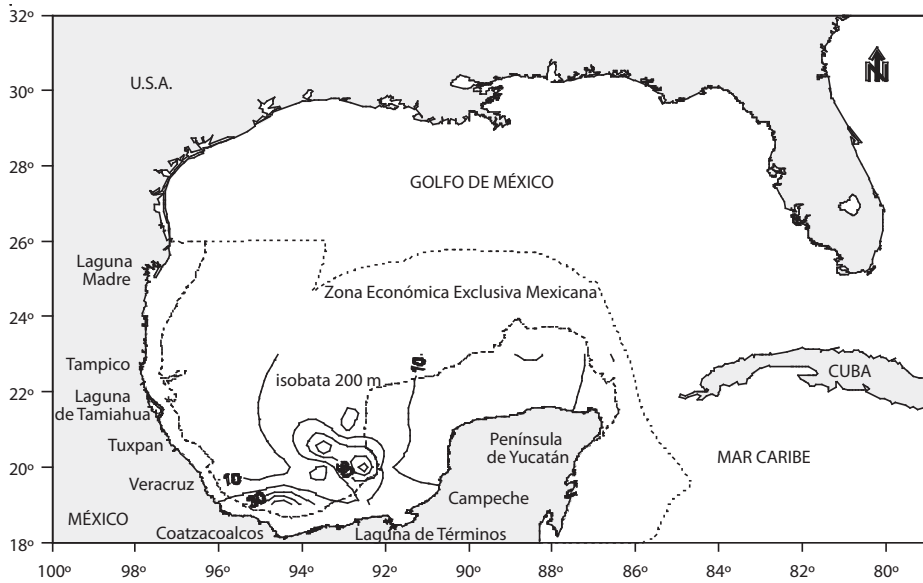 32º
30º
28º
26º
24º
22º
20º
18º
U.S.A.
N
GOLFO DE MÉXICO
Laguna
Madre
Zona Económica Exclusiva Mexicana
Tampico
10
CUBA
isobata 200 m
Laguna
de Tamiahua
Tuxpan
Península
de Yucatán
MAR CARIBE
10
Veracruz
Campeche
MÉXICO
Coatzacoalcos
Laguna de Términos
100º 98º 96º 94º 92º 90º 88º 86º 84º 82º 80º